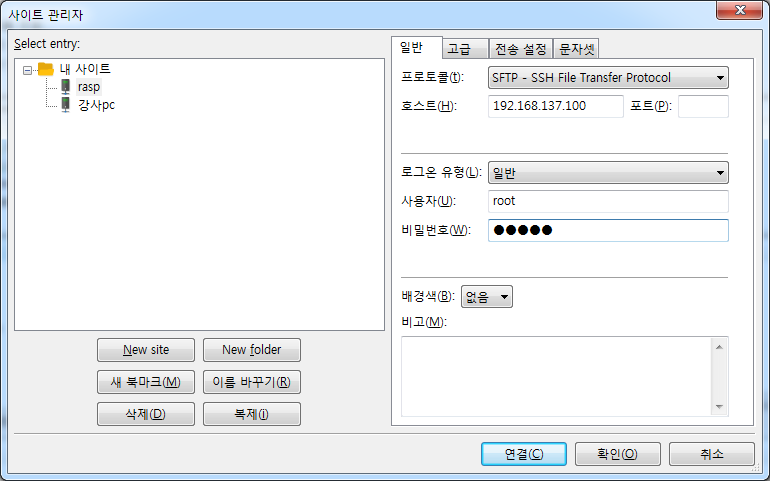 사이트 관리자
Select entry:
내 사이트
rasp
강사pc
New site
New folder
새 북마크(M)
이름 바꾸기(R)
삭제(D)
복제(i)
일반
고급
전송 설정
문자셋
프로토콜(t):
SFTP - SSH File Transfer Protocol
호스트(H):
192.168.137.100
포트(P):
로그온 유형(L):
일반
사용자(U):
root
비밀번호(W):
●●●●●
배경색(B):
없음
비고(M):
연결(C)
확인(O)
취소